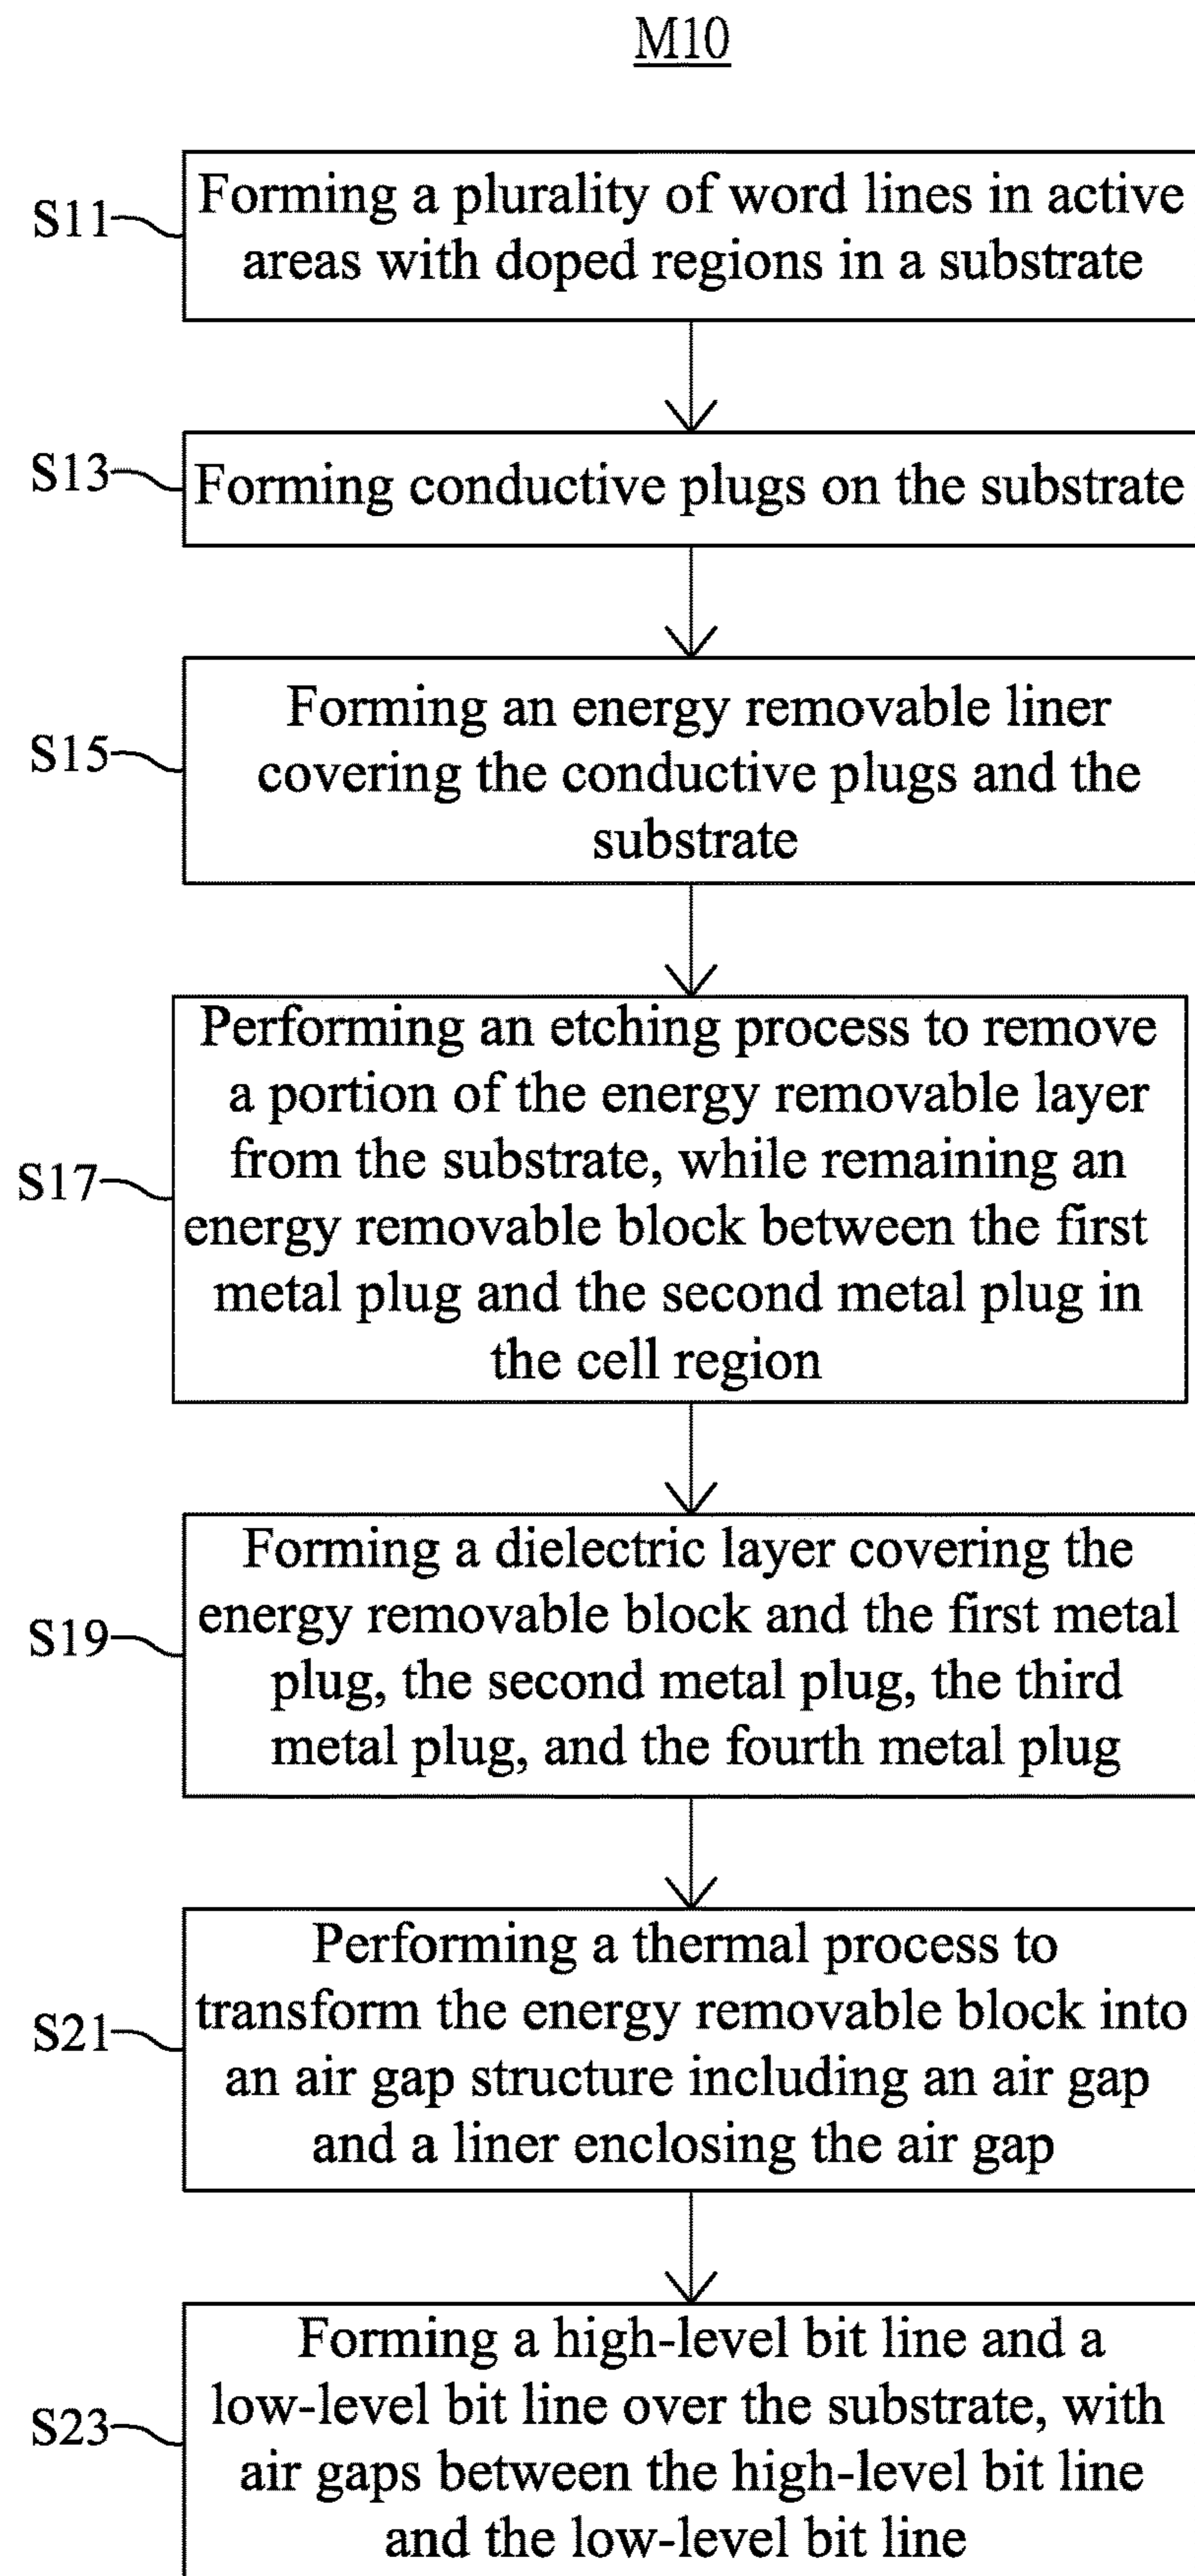 M10
S11
Forming a plurality of word lines in active
areas with doped regions in a substrate
S13
Forming conductive plugs on the substrate
S15
Forming an energy removable liner
covering the conductive plugs and the
substrate
S17
Performing an etching process to remove
a portion of the energy removable layer
from the substrate, while remaining an
energy removable block between the first
metal plug and the second metal plug in
the cell region
S19
Forming a dielectric layer covering the
energy removable block and the first metal
plug, the second metal plug, the third
metal plug, and the fourth metal plug
S21
Performing a thermal process to
transform the energy removable block into
an air gap structure including an air gap
and a liner enclosing the air gap
S23
Forming a high-level bit line and a
low-level bit line over the substrate, with
air gaps between the high-level bit line
and the low-level bit line